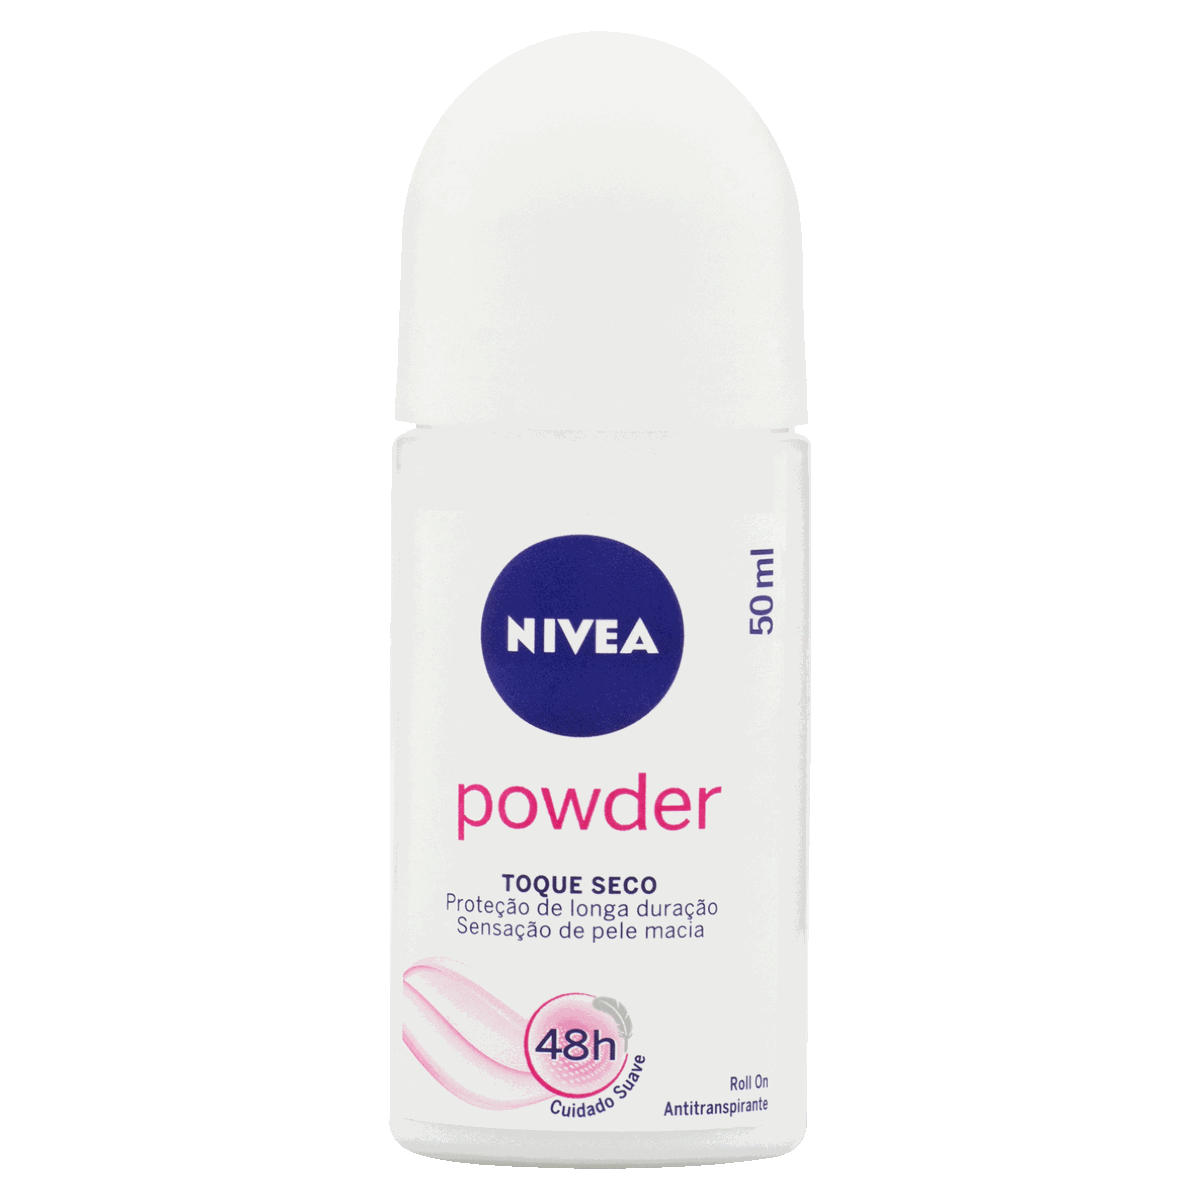 NIVEA
50 ml
powder
TOQUE SECO
Proteção de longa duração
Sensação de pele macia
48h
Cuidado Suave
Roll On
Antitranspirante